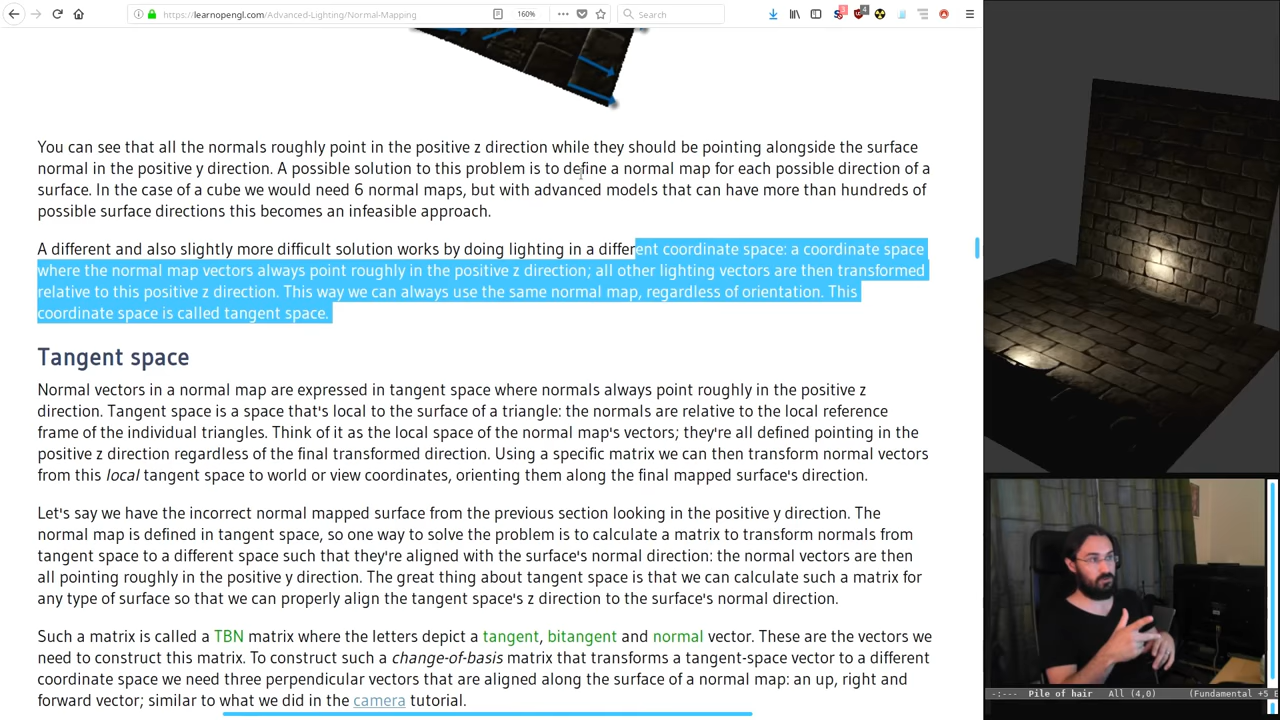 https://learnopengl.com/Advanced-Lighting/Normal-Mapping
160%
Search
3
4
You can see that all the normals roughly point in the positive z direction while they should be pointing alongside the surface
normal in the positive y direction. A possible solution to this problem is to define a normal map for each possible direction of a
surface. In the case of a cube we would need 6 normal maps, but with advanced models that can have more than hundreds of
possible surface directions this becomes an infeasible approach.
A different and also slightly more difficult solution works by doing lighting in a different coordinate space: a coordinate space
where the normal map vectors always point roughly in the positive z direction; all other lighting vectors are then transformed
relative to this positive z direction. This way we can always use the same normal map, regardless of orientation. This
coordinate space is called tangent space.
Tangent space
Normal vectors in a normal map are expressed in tangent space where normals always point roughly in the positive z
direction. Tangent space is a space that's local to the surface of a triangle: the normals are relative to the local reference
frame of the individual triangles. Think of it as the local space of the normal map's vectors; they're all defined pointing in the
positive z direction regardless of the final transformed direction. Using a specific matrix we can then transform normal vectors
from this local tangent space to world or view coordinates, orienting them along the final mapped surface's direction.
Let's say we have the incorrect normal mapped surface from the previous section looking in the positive y direction. The
normal map is defined in tangent space, so one way to solve the problem is to calculate a matrix to transform normals from
tangent space to a different space such that they're aligned with the surface's normal direction: the normal vectors are then
all pointing roughly in the positive y direction. The great thing about tangent space is that we can calculate such a matrix for
any type of surface so that we can properly align the tangent space's z direction to the surface's normal direction.
Such a matrix is called a TBN matrix where the letters depict a tangent, bitangent and normal vector. These are the vectors we
need to construct this matrix. To construct such a change-of-basis matrix that transforms a tangent-space vector to a different
coordinate space we need three perpendicular vectors that are aligned along the surface of a normal map: an up, right and
forward vector; similar to what we did in the camera tutorial.
-:--- Pile of hair All (4,0) (Fundamental +5 E